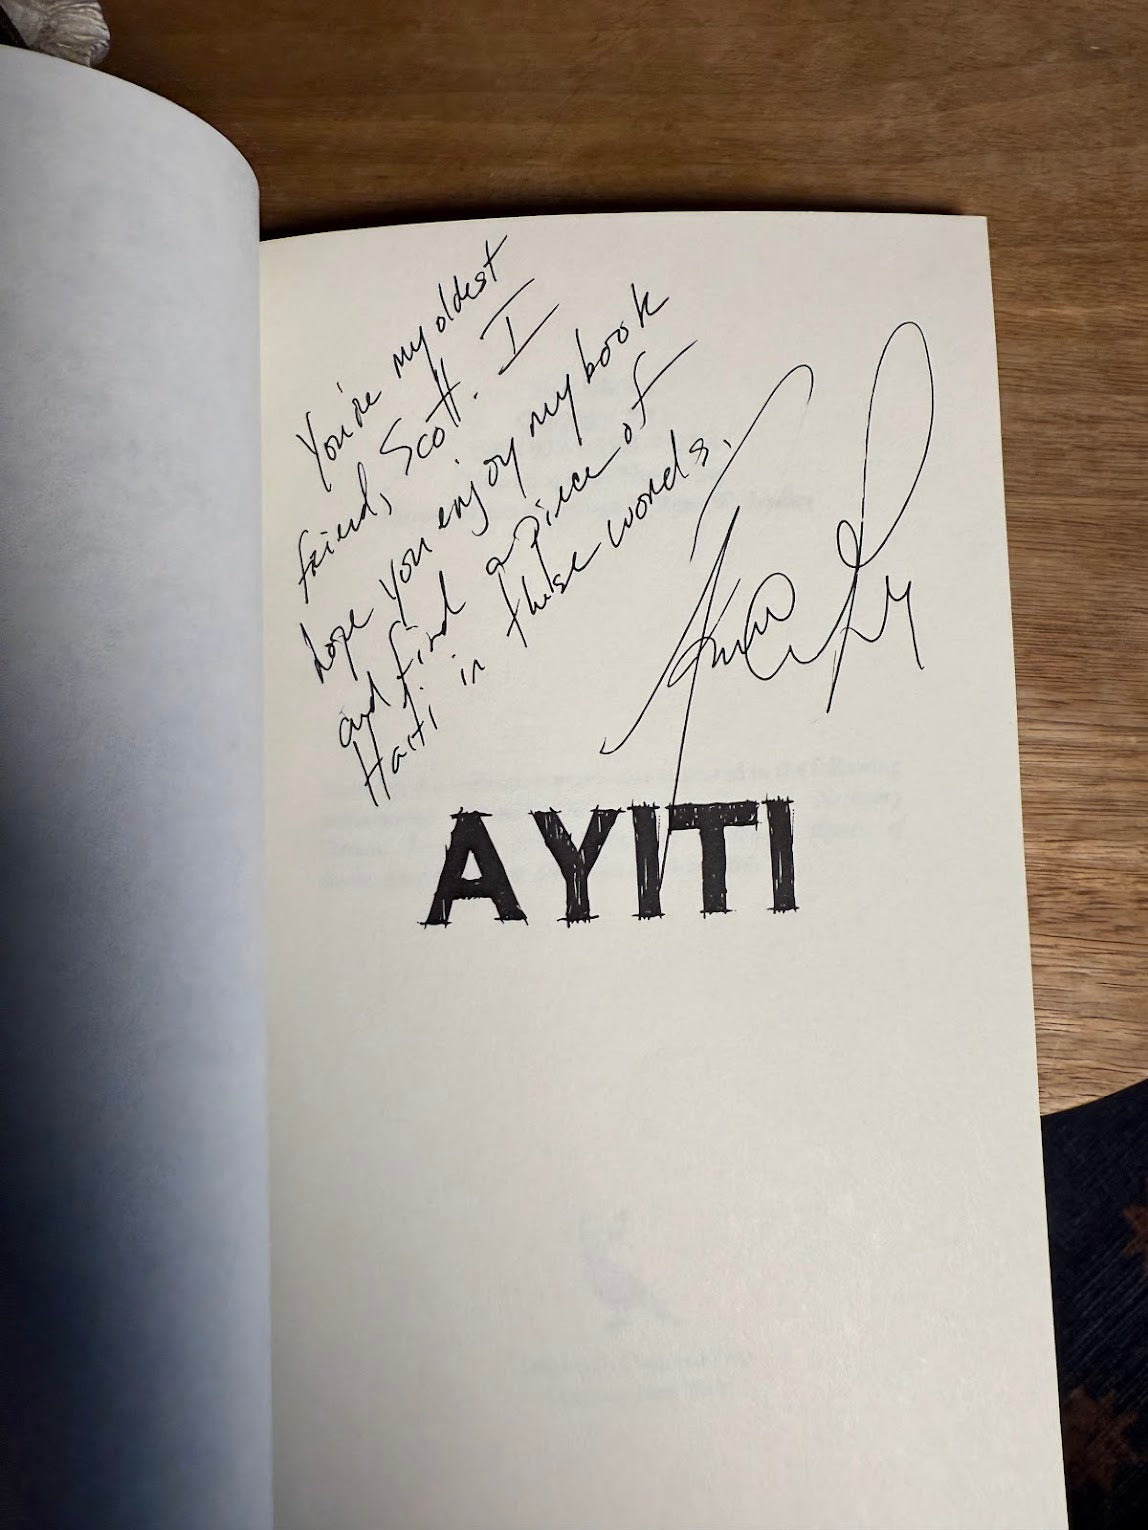 You're my oldest
friend, Scott. I
hope you enjoy my book
and find a piece of
Haiti in these words.
AYITI